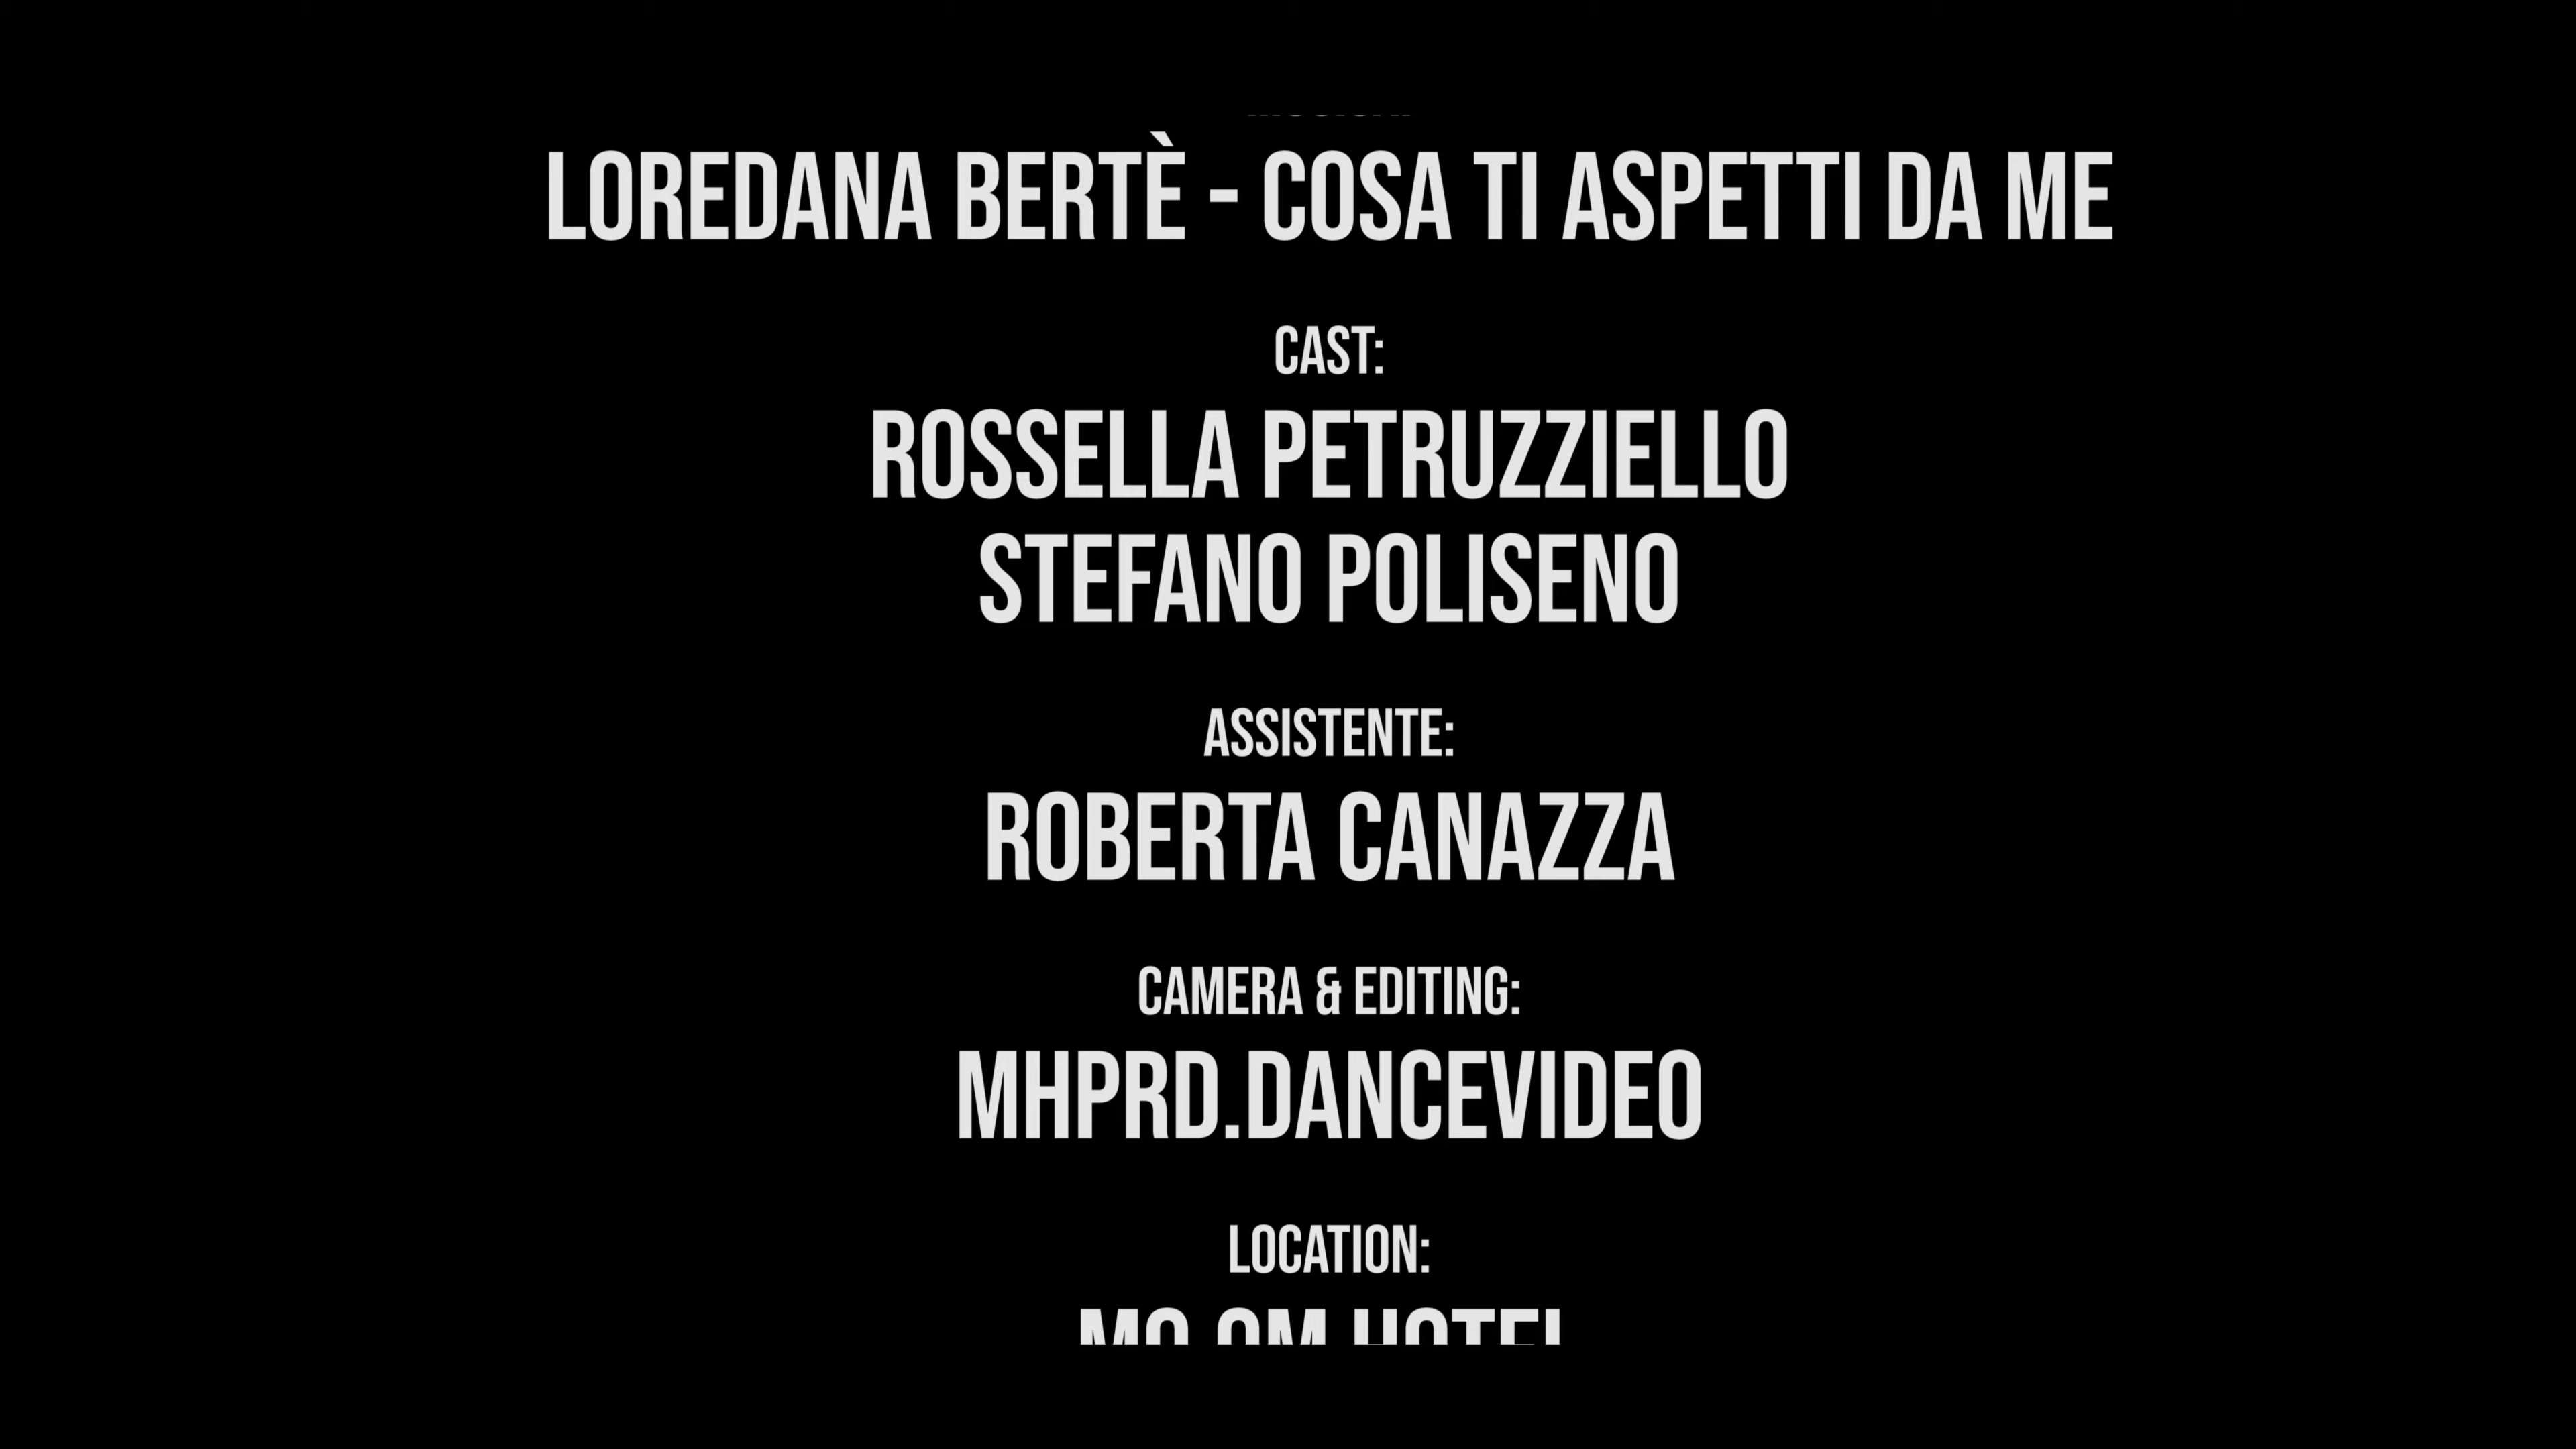 LOREDANA BERTÈ - COSA TI ASPETTI DA ME
CAST:
ROSSELLA PETRUZZIELLO
STEFANO POLISENO
ASSISTENTE:
ROBERTA CANAZZA
CAMERA & EDITING:
MHPRD.DANCEVIDEO
LOCATION:
HOTEL